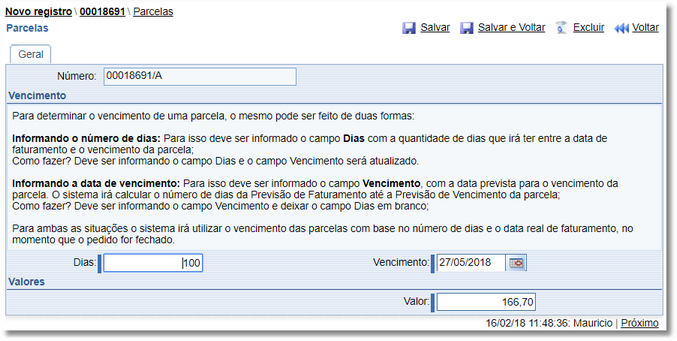 Novo registro \ 00018691 \ Parcelas
Parcelas
Salvar Salvar e Voltar Excluir Voltar
Geral
Número: 00018691/A
Vencimento
Para determinar o vencimento de uma parcela, o mesmo pode ser feito de duas formas:
Informando o número de dias: Para isso deve ser informado o campo Dias com a quantidade de dias que irá ter entre a data de
faturamento e o vencimento da parcela;
Como fazer? Deve ser informando o campo Dias e o campo Vencimento será atualizado.
Informando a data de vencimento: Para isso deve ser informado o campo Vencimento, com a data prevista para o vencimento da
parcela. O sistema irá calcular o número de dias da Previsão de Faturamento até a Previsão de Vencimento da parcela;
Como fazer? Deve ser informando o campo Vencimento e deixar o campo Dias em branco;
Para ambas as situações o sistema irá utilizar o vencimento das parcelas com base no número de dias e o data real de faturamento, no
momento que o pedido for fechado.
Dias: 100 Vencimento: 27/05/2018
Valores
Valor: 166,70
16/02/18 11:48:36: Mauricio | Próximo